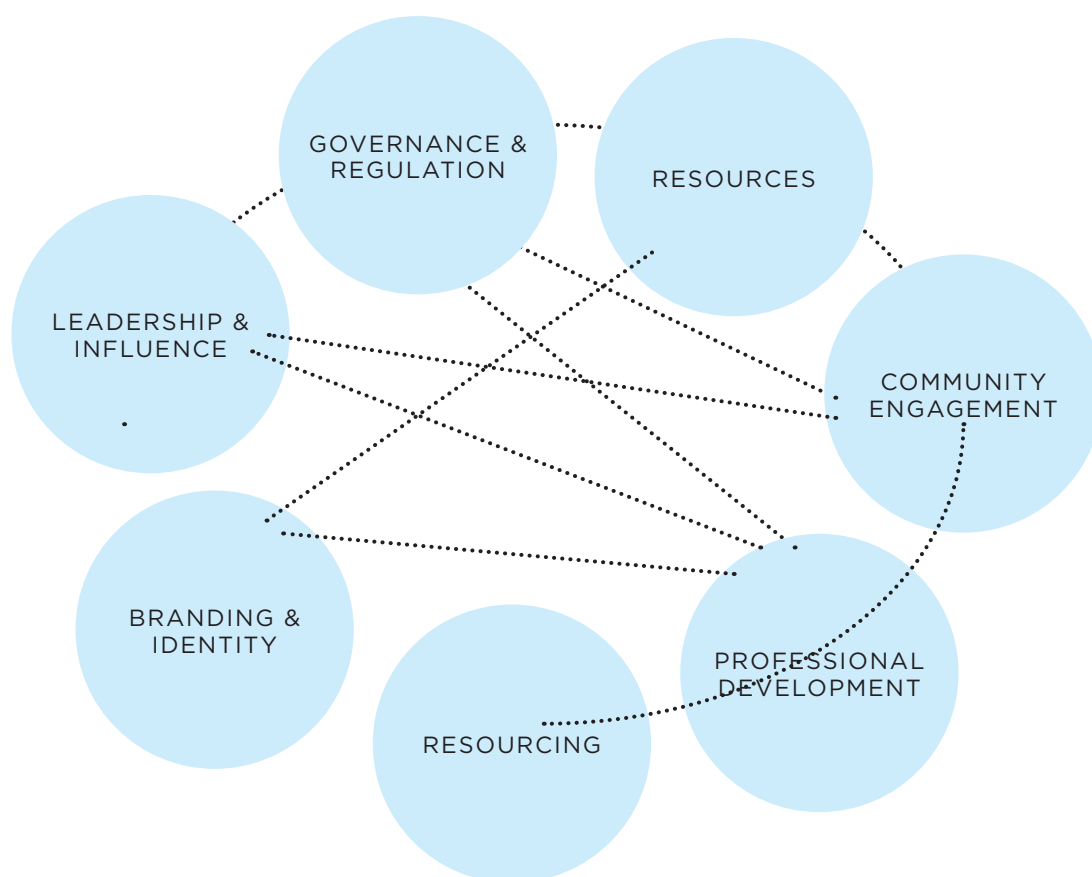 GOVERNANCE &
REGULATION
RESOURCES
LEADERSHIP &
INFLUENCE
COMMUNITY
ENGAGEMENT
BRANDING &
IDENTITY
PROFESSIONAL
DEVELOPMENT
RESOURCING